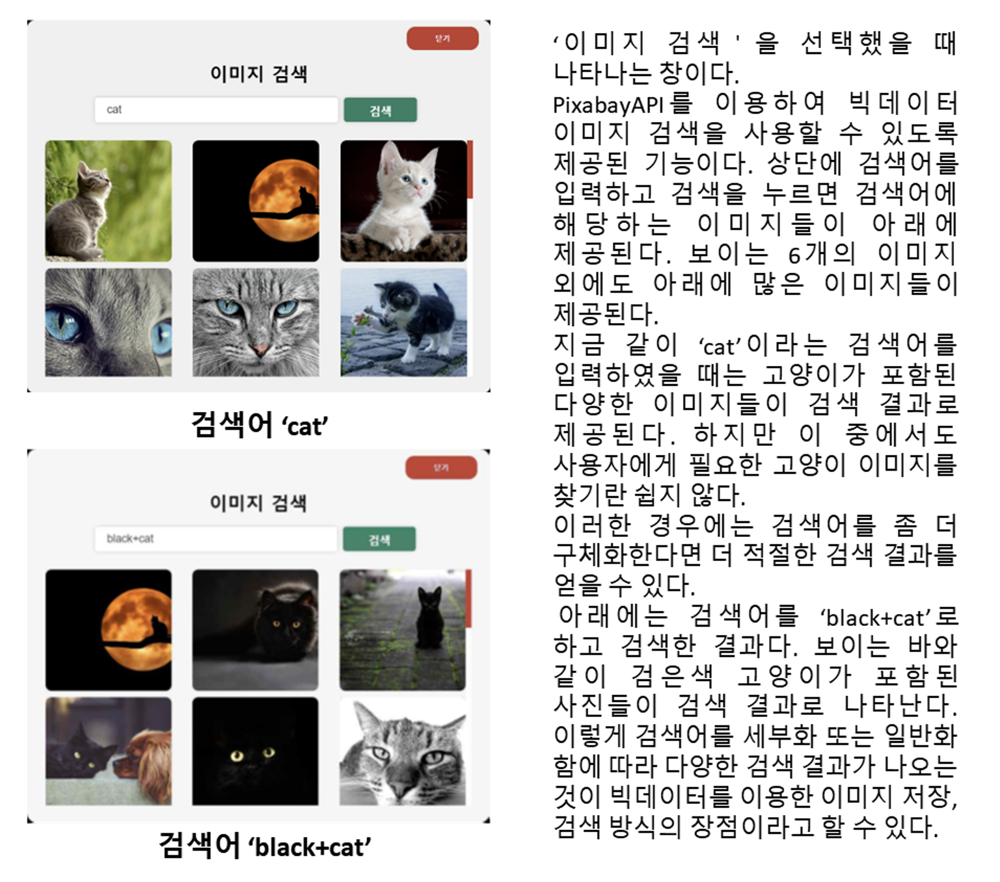 닫기
이미지 검색
cat
검색
검색어 ‘cat’
닫기
이미지 검색
black+cat
검색
검색어 ‘black+cat’
‘이미지 검색 ' 을 선택했을 때
나타나는 창이다.
PixabayAPI를 이용하여 빅데이터
이미지 검색을 사용할 수 있도록
제공된 기능이다. 상단에 검색어를
입력하고 검색을 누르면 검색어에
해당하는 이미지들이 아래에
제공된다. 보이는 6개의 이미지
외에도 아래에 많은 이미지들이
제공된다.
지금 같이 ‘cat’이라는 검색어를
입력하였을 때는 고양이가 포함된
다양한 이미지들이 검색 결과로
제공된다. 하지만 이 중에서도
사용자에게 필요한 고양이 이미지를
찾기란 쉽지 않다.
이러한 경우에는 검색어를 좀 더
구체화한다면 더 적절한 검색 결과를
얻을 수 있다.
아래에는 검색어를 ‘black+cat’로
하고 검색한 결과다. 보이는 바와
같이 검은색 고양이가 포함된
사진들이 검색 결과로 나타난다.
이렇게 검색어를 세부화 또는 일반화
함에 따라 다양한 검색 결과가 나오는
것이 빅데이터를 이용한 이미지 저장,
검색 방식의 장점이라고 할 수 있다.